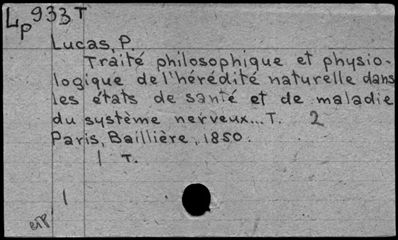 Lp 933 T
Lucas, P.
Traité philosophique et physio-
logique de l'hérédité naturelle dans
les états de santé et de maladie
du système nerveux... T. 2
Paris, Baillière, 1850.
1 T.
1